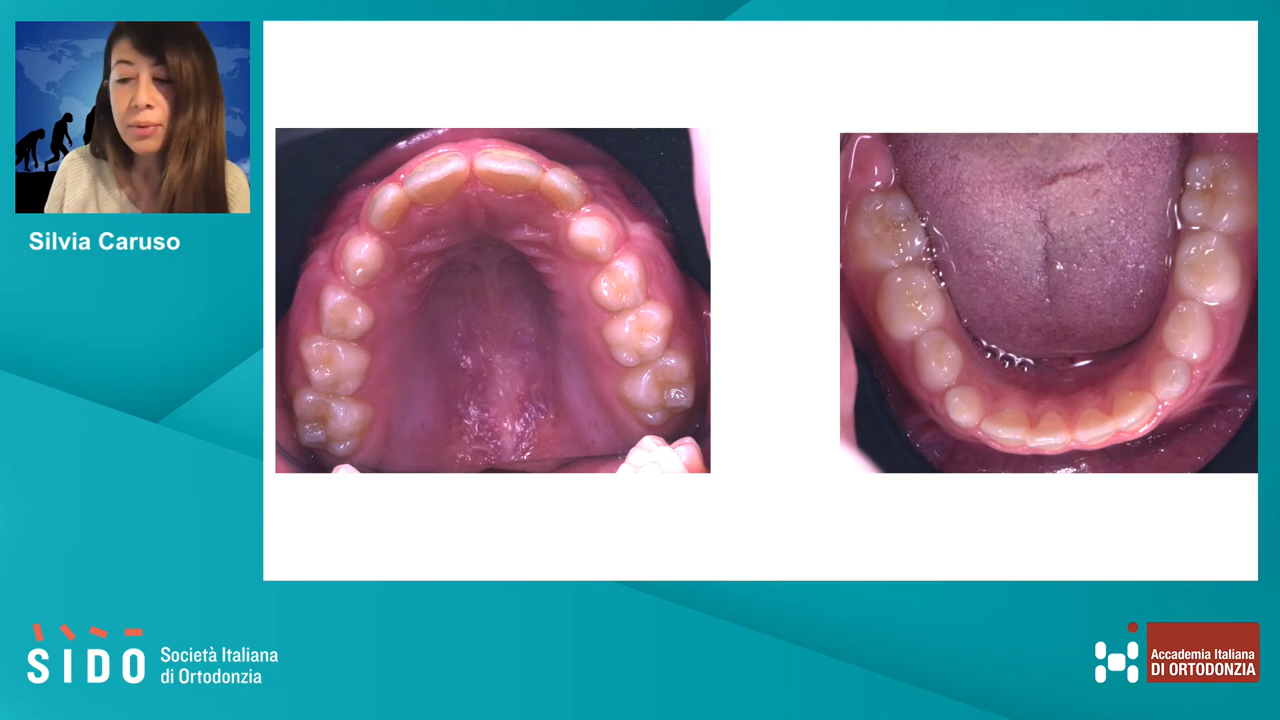 Silvia Caruso
SIDO
Società Italiana
di Ortodonzia
Accademia Italiana
DI ORTODONZIA